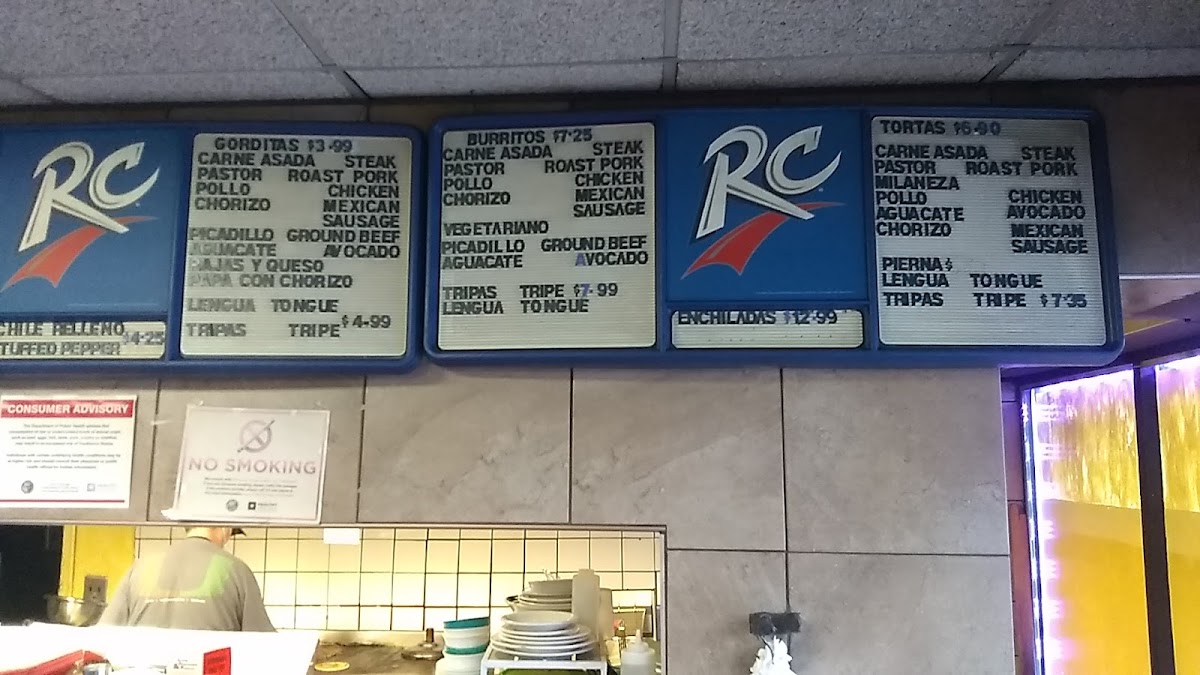 RC
CHILE RELLENO
STUFFED PEPPER $4-25
GORDITAS $3-99
CARNE ASADA STEAK
PASTOR ROAST PORK
POLLO CHICKEN
CHORIZO MEXICAN
SAUSAGE
PICADILLO GROUND BEEF
AGUACATE AVOCADO
RAJAS Y QUESO
PAPA CON CHORIZO
LENGUA TONGUE
TRIPAS TRIPE $4-99
BURRITOS $7-25
CARNE ASADA STEAK
PASTOR ROAST PORK
POLLO CHICKEN
CHORIZO MEXICAN
SAUSAGE
VEGETARIANO
PICADILLO GROUND BEEF
AGUACATE AVOCADO
TRIPAS TRIPE $7-99
LENGUA TONGUE
RC
ENCHILADAS $12-99
TORTAS $6-90
CARNE ASADA STEAK
PASTOR ROAST PORK
MILANEZA
POLLO CHICKEN
AGUACATE AVOCADO
CHORIZO MEXICAN
SAUSAGE
PIERNA$
LENGUA TONGUE
TRIPAS TRIPE $7-35
CONSUMER ADVISORY
NO SMOKING